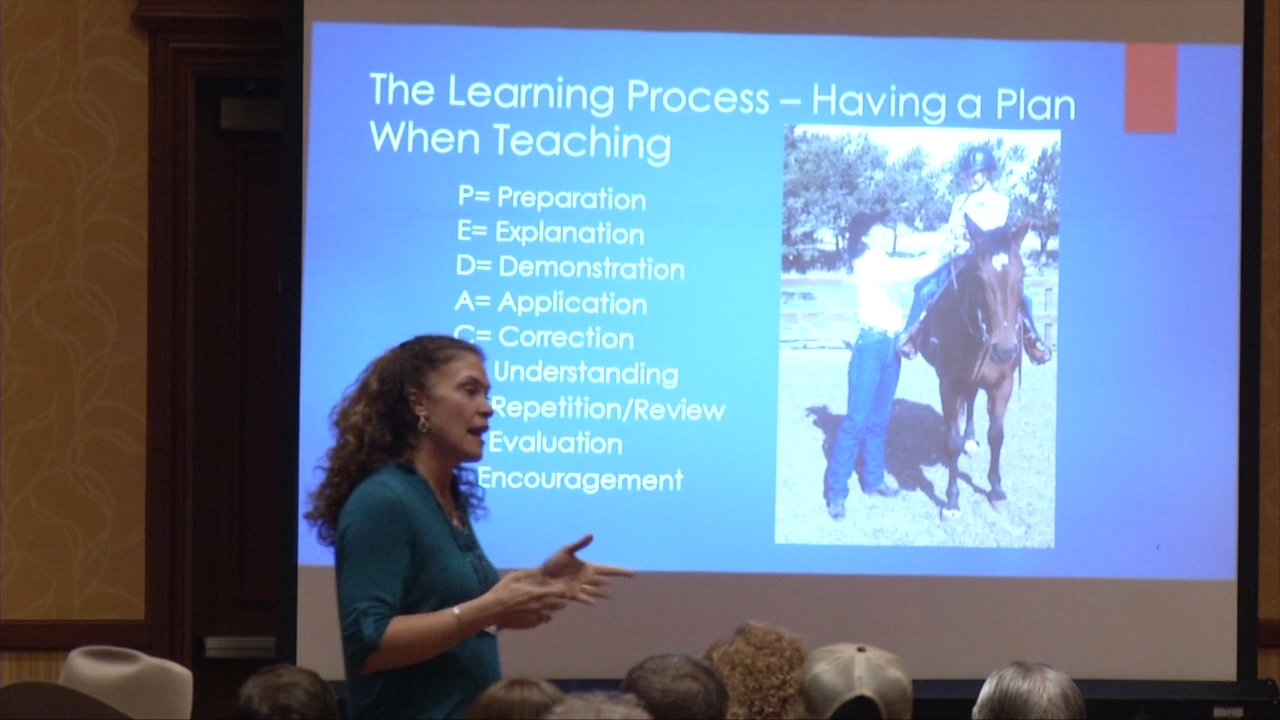 The Learning Process – Having a Plan
When Teaching
P= Preparation
E= Explanation
D= Demonstration
A= Application
C= Correction
Understanding
Repetition/Review
Evaluation
Encouragement